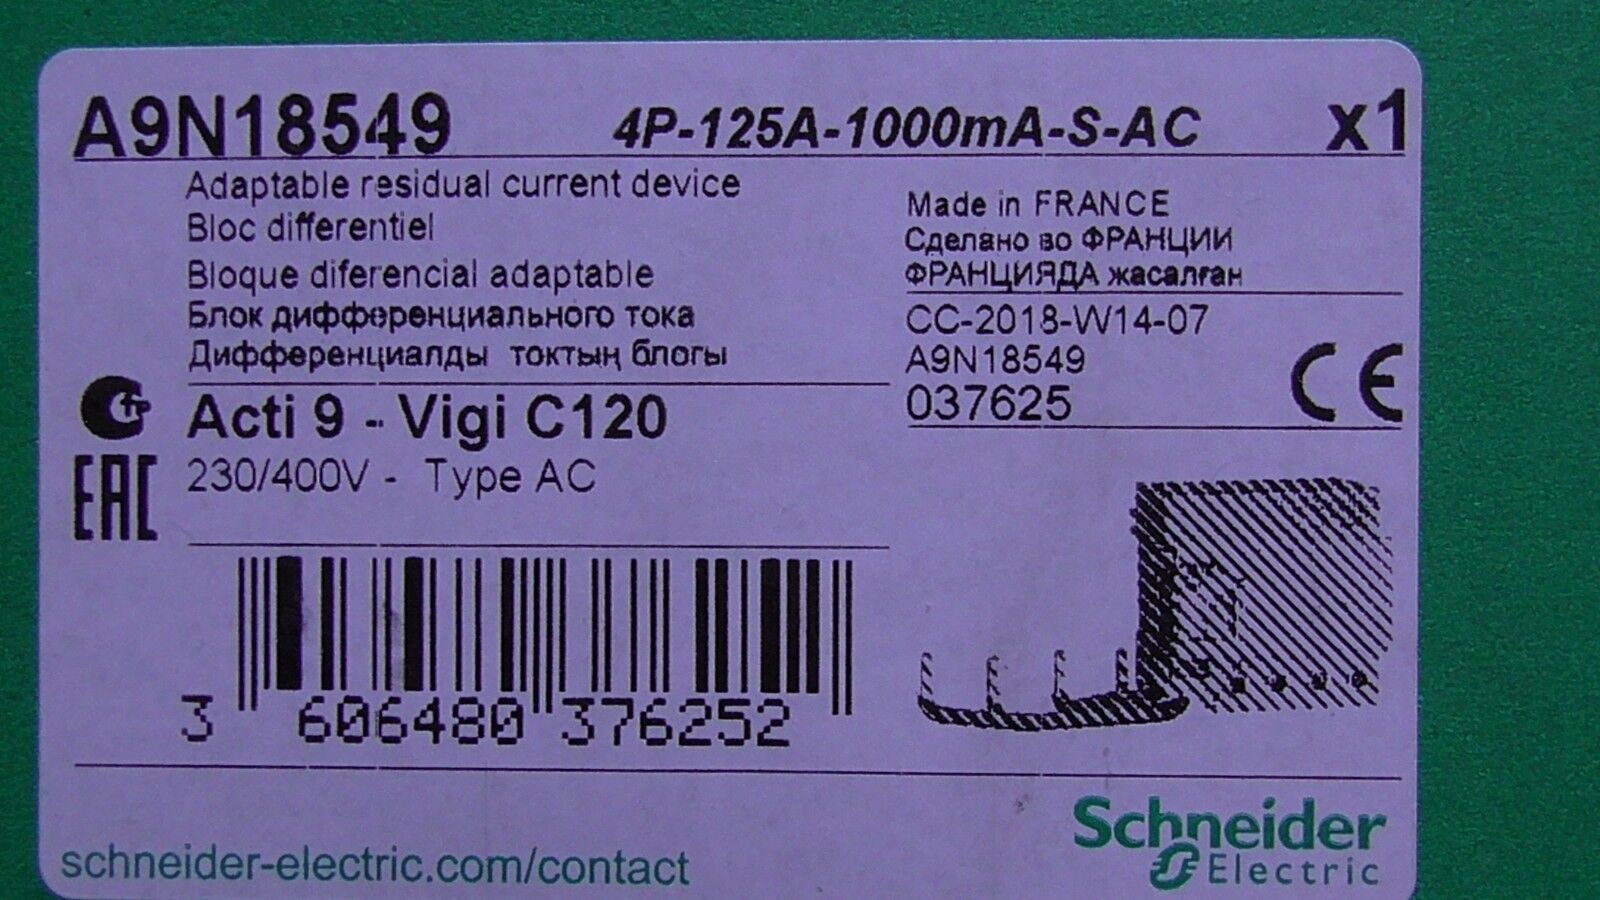 A9N18549 4P-125A-1000mA-S-AC x1
Adaptable residual current device
Bloc differentiel
Bloque diferencial adaptable
Блок дифференциального тока
Дифференциалды токтың блогы
Made in FRANCE
Сделано во ФРАНЦИИ
ФРАНЦИЯДА жасалған
CC-2018-W14-07
A9N18549
037625
CE
Acti 9 - Vigi C120
EAC
230/400V - Type AC
3 606480 376252
schneider-electric.com/contact
Schneider
Electric